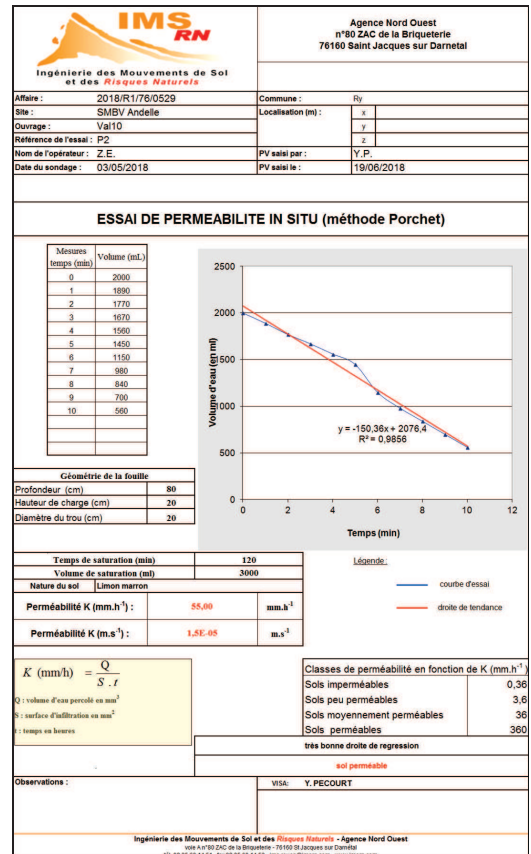 IMS
RN
Ingénierie des Mouvements de Sol
et des Risques Naturels
Agence Nord Ouest
n°80 ZAC de la Briqueterie
76160 Saint Jacques sur Darnetal
Affaire : 2018/R1/76/0529 Commune : Ry
Site : SMBV Andelle Localisation (m) : x
Ouvrage : Val10 y
Référence de l'essai : P2 z
Nom de l'opérateur : Z.E. PV saisi par : Y.P.
Date du sondage : 03/05/2018 PV saisi le : 19/06/2018
ESSAI DE PERMEABILITE IN SITU (méthode Porchet)
Mesures temps (min) Volume (mL)
0 2000
1 1890
2 1770
3 1670
4 1560
5 1450
6 1150
7 980
8 840
9 700
10 560
Géométrie de la fouille
Profondeur (cm) 80
Hauteur de charge (cm) 20
Diamètre du trou (cm) 20
Volume d'eau (en ml)
2500
2000
1500
1000
500
0
y = -150,36x + 2076,4
R² = 0,9856
0 2 4 6 8 10 12
Temps (min)
Temps de saturation (min) 120
Volume de saturation (ml) 3000
Nature du sol Limon marron
Perméabilité K (mm.h-1) : 55,00 mm.h-1
Perméabilité K (m.s-1) : 1,5E-05 m.s-1
Légende :
courbe d'essai
droite de tendance
K (mm/h) = Q / S . t
Q : volume d'eau percolé en mm3
S : surface d'infiltration en mm2
t : temps en heures
Classes de perméabilité en fonction de K (mm.h-1)
Sols imperméables 0,36
Sols peu perméables 3,6
Sols moyennement perméables 36
Sols perméables 360
très bonne droite de regression
sol perméable
Observations : VISA: Y. PECOURT
Ingénierie des Mouvements de Sol et des Risques Naturels - Agence Nord Ouest
voie A n°80 ZAC de la Briqueterie - 76160 St Jacques sur Darnétal